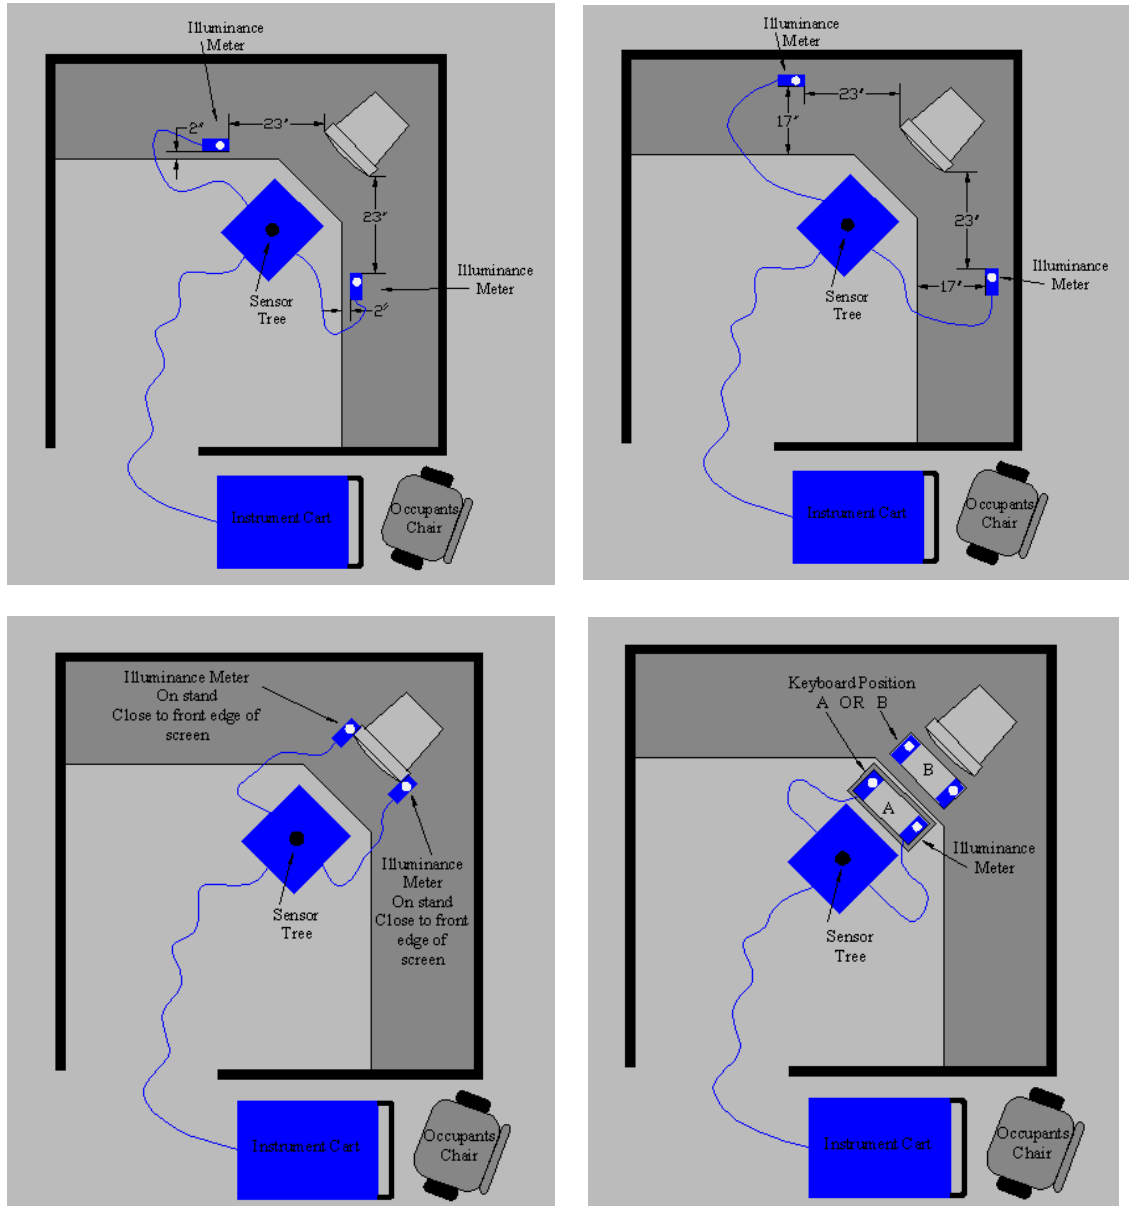 Illuminance
Meter
2"
23"
23"
Illuminance
Meter
Sensor
Tree
2"
Instrument Cart
Occupants
Chair
Illuminance
Meter
23"
17"
23"
Illuminance
Meter
17"
Sensor
Tree
Instrument Cart
Occupants
Chair
Illuminance Meter
On stand
Close to front edge of
screen
Illuminance
Meter
On stand
Close to front
edge of
screen
Sensor
Tree
Instrument Cart
Occupants
Chair
Keyboard Position
A OR B
B
A
Illuminance
Meter
Sensor
Tree
Instrument Cart
Occupants
Chair